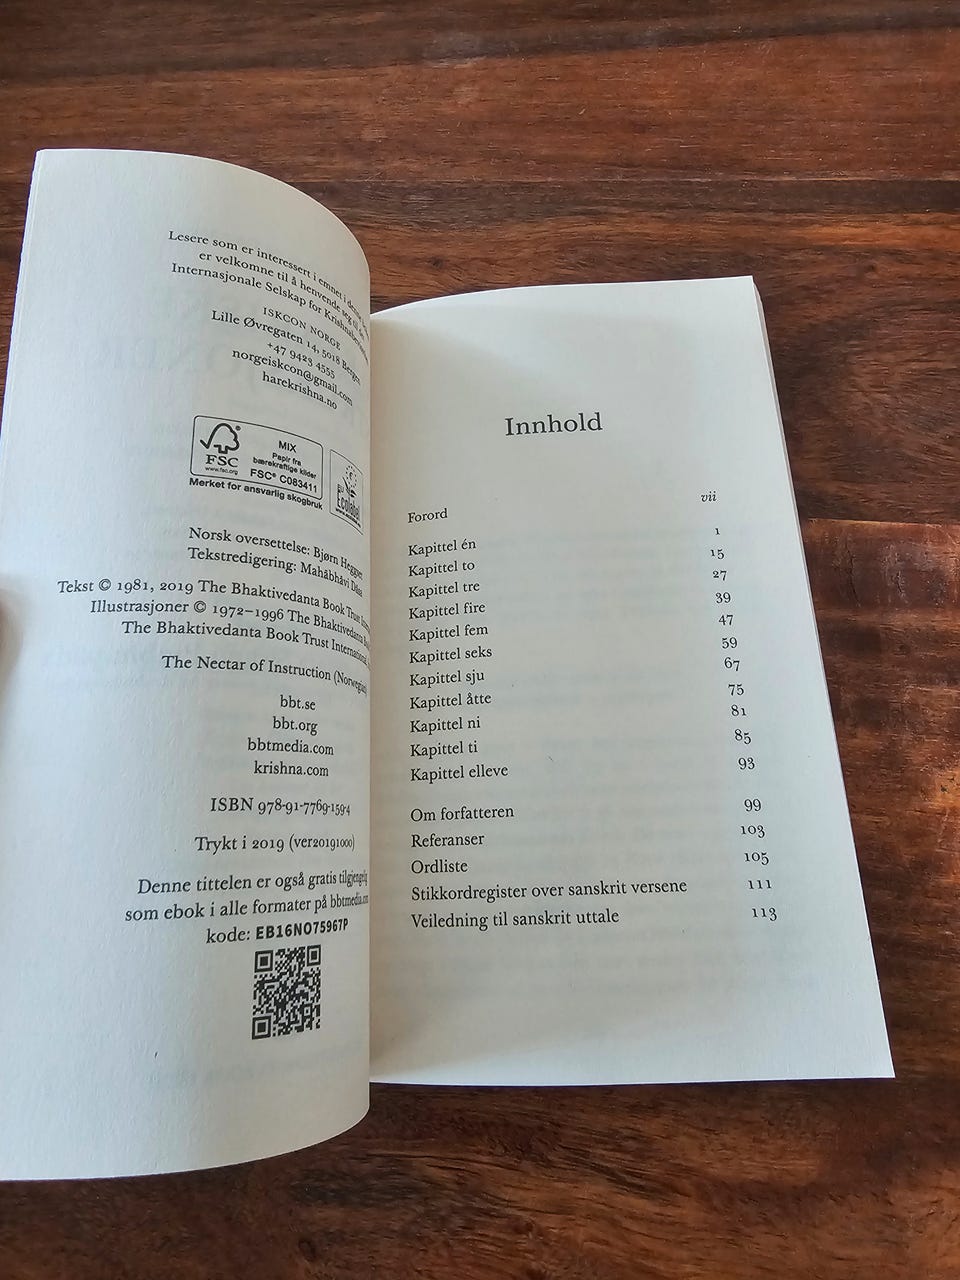 Lesere som er interessert i emnet i denne
er velkomne til å henvende seg til
Internasjonale Selskap for
ISKCON NORGE
Lille Øvregaten 14, 5018 Bergen
+47 9423 4555
norgeiskcon@gmail.com
harekrishna.no
FSC
www.fsc.org
MIX
Papir fra
bærekraftige kilder
FSC® C083411
Merket for ansvarlig skogbruk
EU
Ecolabel
Norsk oversettelse: Bjørn
Tekstredigering: Mahābhāvi Dāsa
Tekst © 1981, 2019 The Bhaktivedanta Book Trust
Illustrasjoner © 1972–1996 The Bhaktivedanta
The Bhaktivedanta Book Trust International
The Nectar of Instruction (Norwegian)
bbt.se
bbt.org
bbtmedia.com
krishna.com
ISBN 978-91-7769-159-4
Trykt i 2019 (ver20191000)
Denne tittelen er også gratis tilgjengelig
som ebok i alle formater på bbtmedia.com
kode: EB16NO75967P
Innhold
Forord vii
Kapittel én 1
Kapittel to 15
Kapittel tre 27
Kapittel fire 39
Kapittel fem 47
Kapittel seks 59
Kapittel sju 67
Kapittel åtte 75
Kapittel ni 81
Kapittel ti 85
Kapittel elleve 93
Om forfatteren 99
Referanser 103
Ordliste 105
Stikkordregister over sanskrit versene 111
Veiledning til sanskrit uttale 113